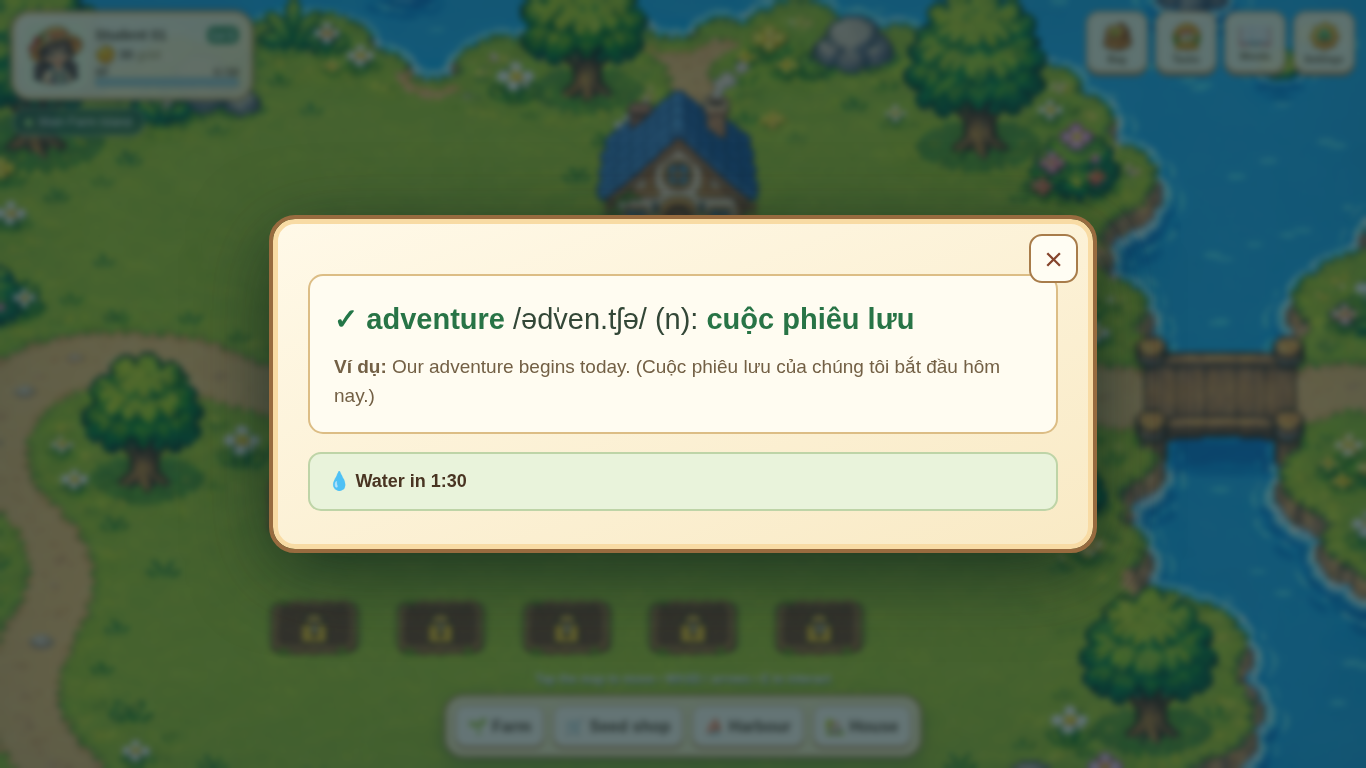 ✓ adventure /ədˈven.tʃə/ (n): cuộc phiêu lưu
Ví dụ: Our adventure begins today. (Cuộc phiêu lưu của chúng tôi bắt đầu hôm
nay.)
💧 Water in 1:30
Farm
Seed shop
Harbour
House